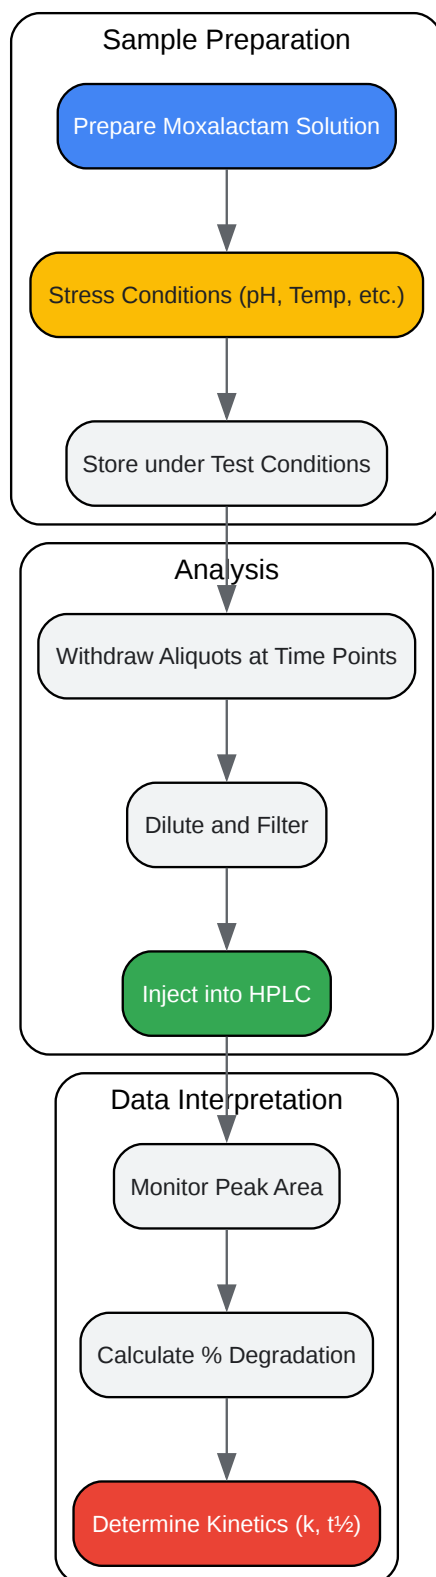 Sample Preparation
Prepare Moxalactam Solution
Stress Conditions (pH, Temp, etc.)
Store under Test Conditions
Analysis
Withdraw Aliquots at Time Points
Dilute and Filter
Inject into HPLC
Data Interpretation
Monitor Peak Area
Calculate % Degradation
Determine Kinetics (k, t½)